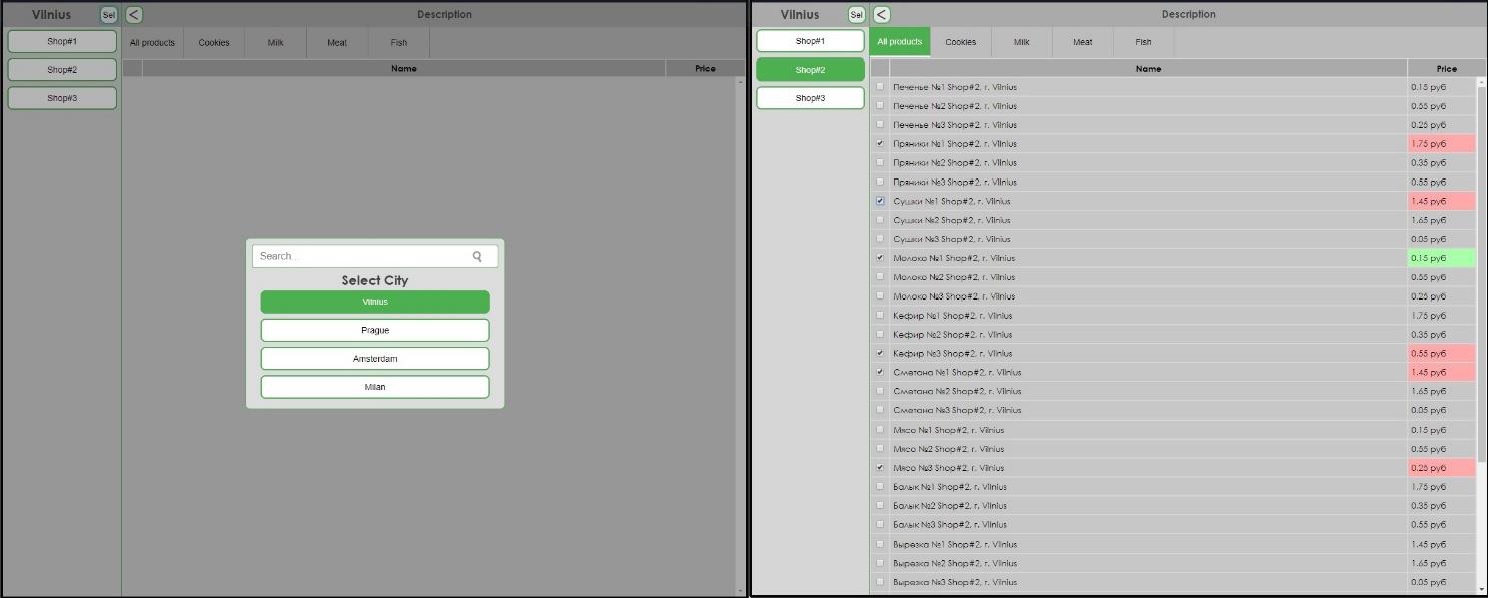 Vilnius Sel < Description
Shop#1
Shop#2
Shop#3
All products Cookies Milk Meat Fish
Name Price
Search...
Select City
Vilnius
Prague
Amsterdam
Milan
Vilnius Sel < Description
Shop#1
Shop#2
Shop#3
All products Cookies Milk Meat Fish
Name Price
Печенье №1 Shop#2, г. Vilnius 0.15 руб
Печенье №2 Shop#2, г. Vilnius 0.55 руб
Печенье №3 Shop#2, г. Vilnius 0.25 руб
Пряники №1 Shop#2, г. Vilnius 1.75 руб
Пряники №2 Shop#2, г. Vilnius 0.35 руб
Пряники №3 Shop#2, г. Vilnius 0.55 руб
Сушки №1 Shop#2, г. Vilnius 1.45 руб
Сушки №2 Shop#2, г. Vilnius 1.65 руб
Сушки №3 Shop#2, г. Vilnius 0.05 руб
Молоко №1 Shop#2, г. Vilnius 0.15 руб
Молоко №2 Shop#2, г. Vilnius 0.55 руб
Молоко №3 Shop#2, г. Vilnius 0.25 руб
Кефир №1 Shop#2, г. Vilnius 1.75 руб
Кефир №2 Shop#2, г. Vilnius 0.35 руб
Кефир №3 Shop#2, г. Vilnius 0.55 руб
Сметана №1 Shop#2, г. Vilnius 1.45 руб
Сметана №2 Shop#2, г. Vilnius 1.65 руб
Сметана №3 Shop#2, г. Vilnius 0.05 руб
Мясо №1 Shop#2, г. Vilnius 0.15 руб
Мясо №2 Shop#2, г. Vilnius 0.55 руб
Мясо №3 Shop#2, г. Vilnius 0.25 руб
Балык №1 Shop#2, г. Vilnius 1.75 руб
Балык №2 Shop#2, г. Vilnius 0.35 руб
Балык №3 Shop#2, г. Vilnius 0.55 руб
Вырезка №1 Shop#2, г. Vilnius 1.45 руб
Вырезка №2 Shop#2, г. Vilnius 1.65 руб
Вырезка №3 Shop#2, г. Vilnius 0.05 руб